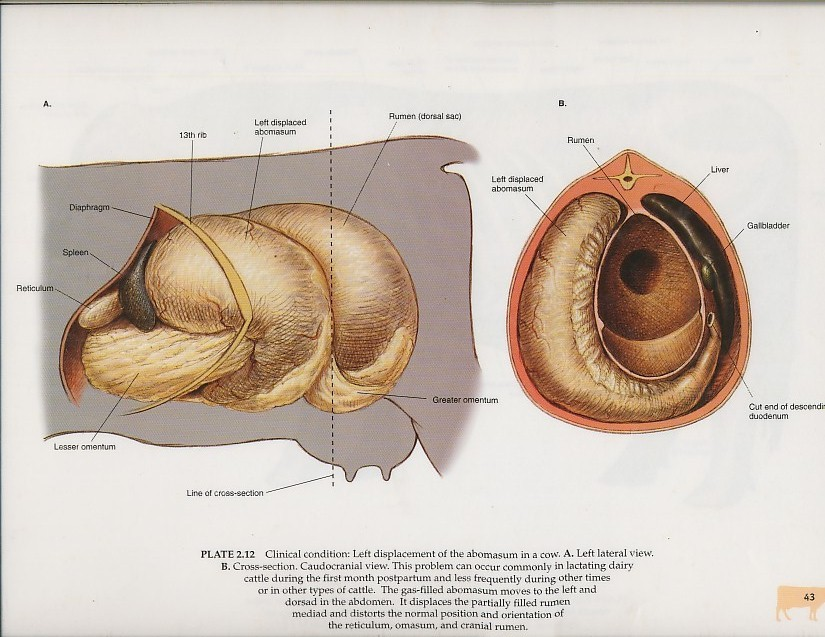 A.
B.
Rumen (dorsal sac)
Left displaced
abomasum
13th rib
Diaphragm
Spleen
Reticulum
Lesser omentum
Greater omentum
Line of cross-section
Rumen
Liver
Left displaced
abomasum
Gallbladder
Cut end of descendin
duodenum
PLATE 2.12 Clinical condition: Left displacement of the abomasum in a cow. A. Left lateral view.
B. Cross-section. Caudocranial view. This problem can occur commonly in lactating dairy
cattle during the first month postpartum and less frequently during other times
or in other types of cattle. The gas-filled abomasum moves to the left and
dorsad in the abdomen. It displaces the partially filled rumen
mediad and distorts the normal position and orientation of
the reticulum, omasum, and cranial rumen.
43